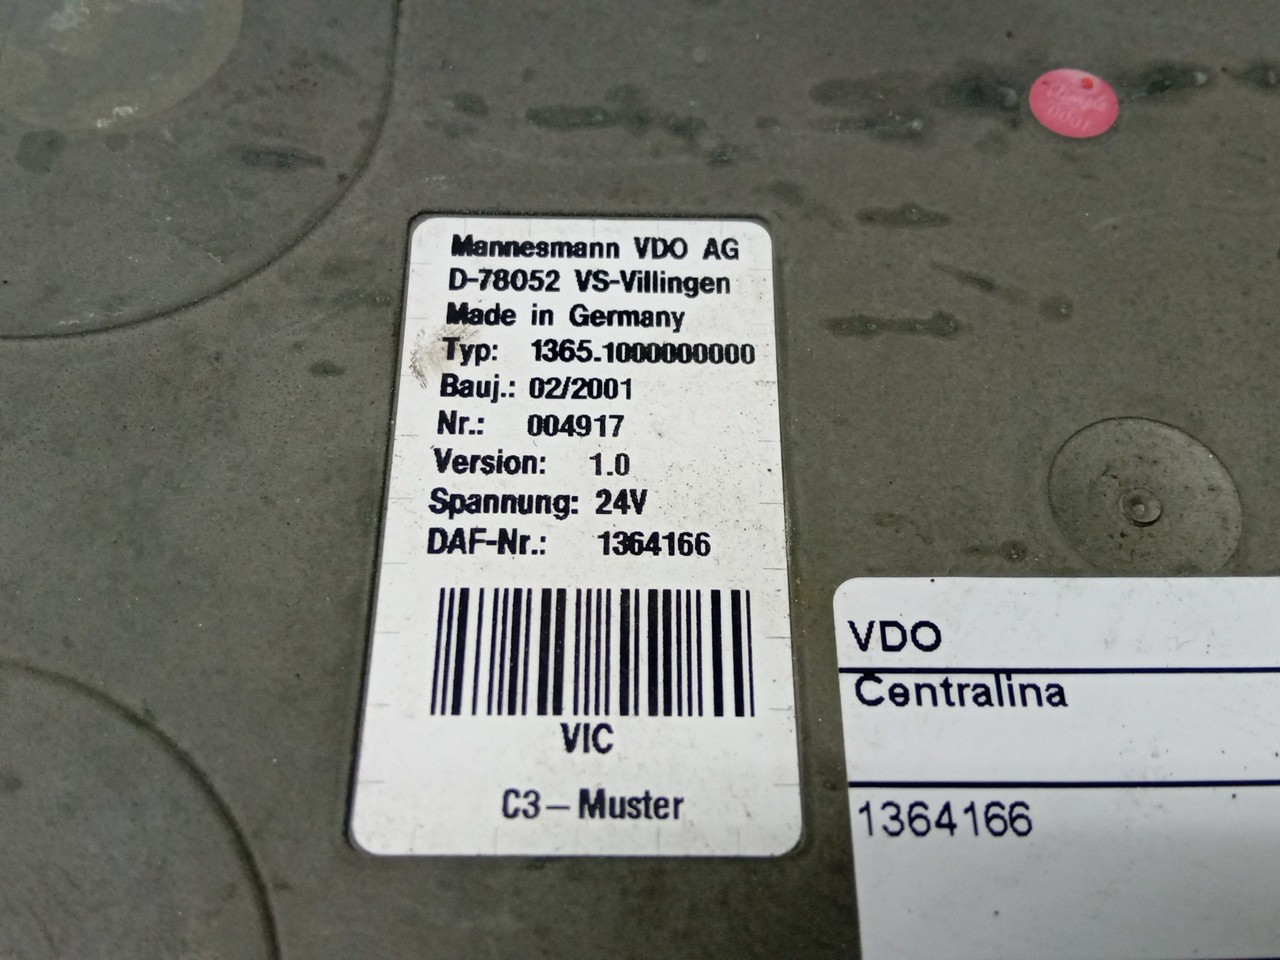 Mannesmann VDO AG
D-78052 VS-Villingen
Made in Germany
Typ: 1365.1000000000
Bauj.: 02/2001
Nr.: 004917
Version: 1.0
Spannung: 24V
DAF-Nr.: 1364166
VIC
C3-Muster
VDO
Centralina
1364166